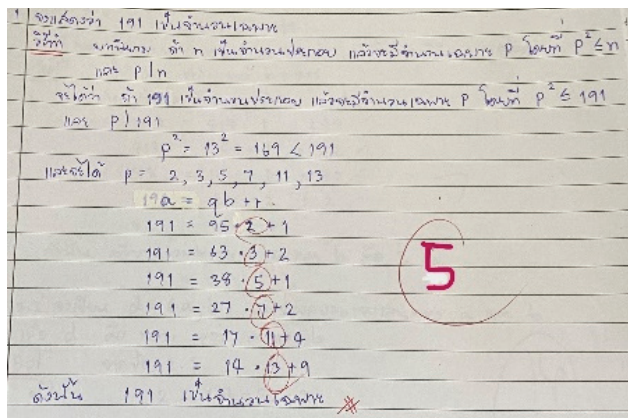 1 จงแสดงว่า 191 เป็นจำนวนเฉพาะ
วิธีทำ บทนิยาม ถ้า n เป็นจำนวนประกอบ แล้วจะมีจำนวนเฉพาะ p โดยที่ p² ≤ n
และ p | n
จะได้ว่า ถ้า 191 เป็นจำนวนประกอบ แล้วจะมีจำนวนเฉพาะ p โดยที่ p² ≤ 191
และ p | 191
p² = 13² = 169 < 191
และจะได้ p = 2, 3, 5, 7, 11, 13
19a = qb + r
191 = 95 · 2 + 1
191 = 63 · 3 + 2
191 = 38 · 5 + 1
191 = 27 · 7 + 2
191 = 17 · 11 + 4
191 = 14 · 13 + 9
ดังนั้น 191 เป็นจำนวนเฉพาะ
5